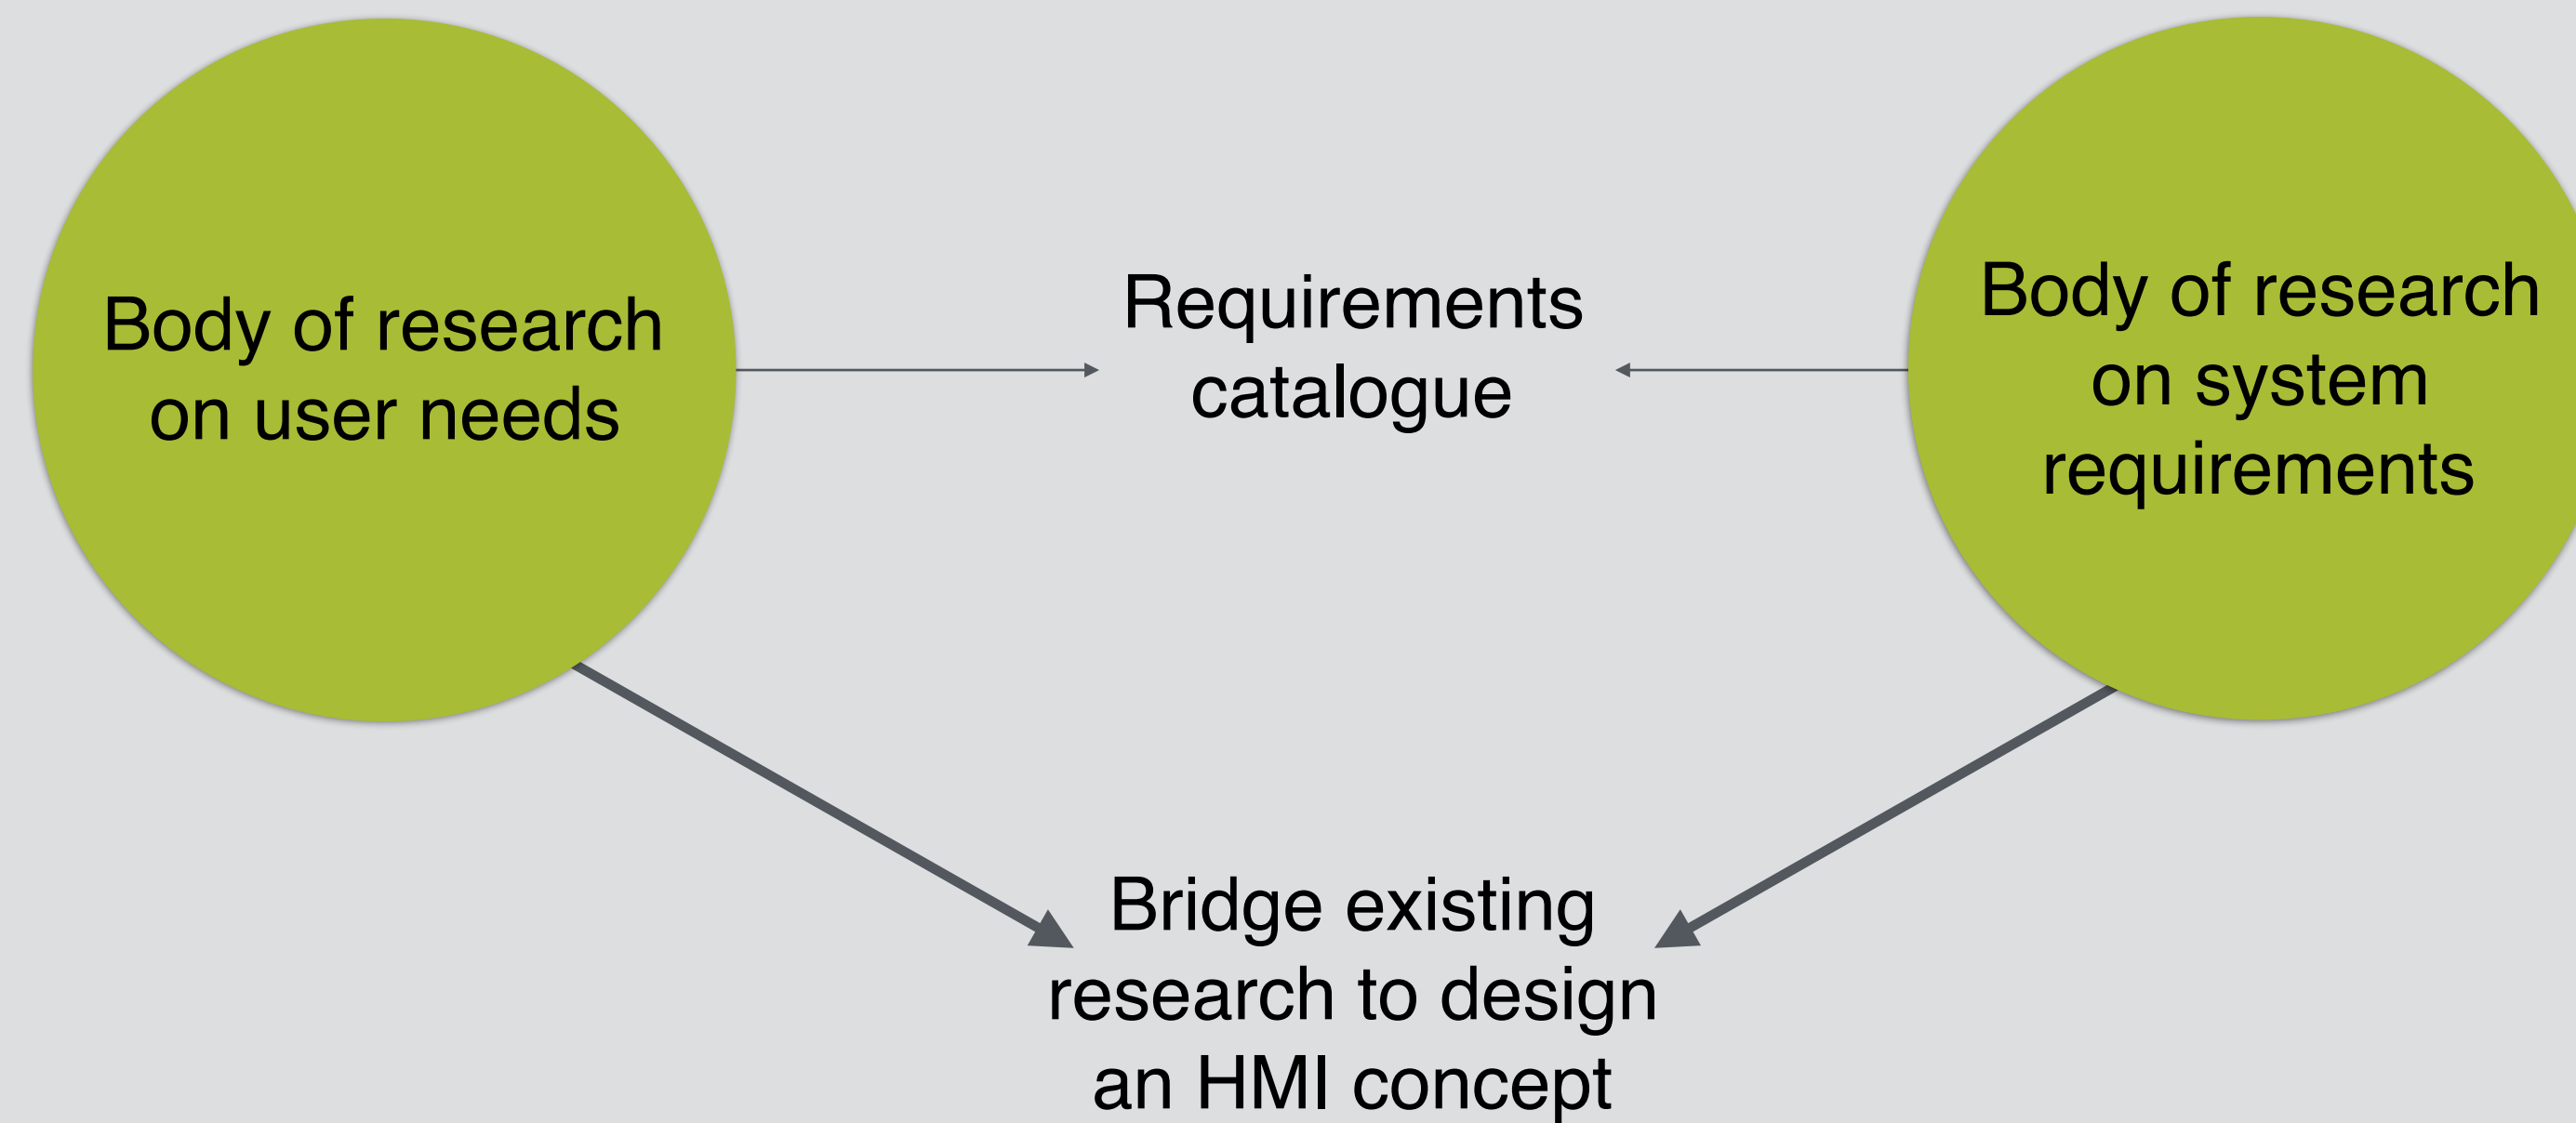 Body of research
on user needs
Requirements
catalogue
Body of research
on system
requirements
Bridge existing
research to design
an HMI concept